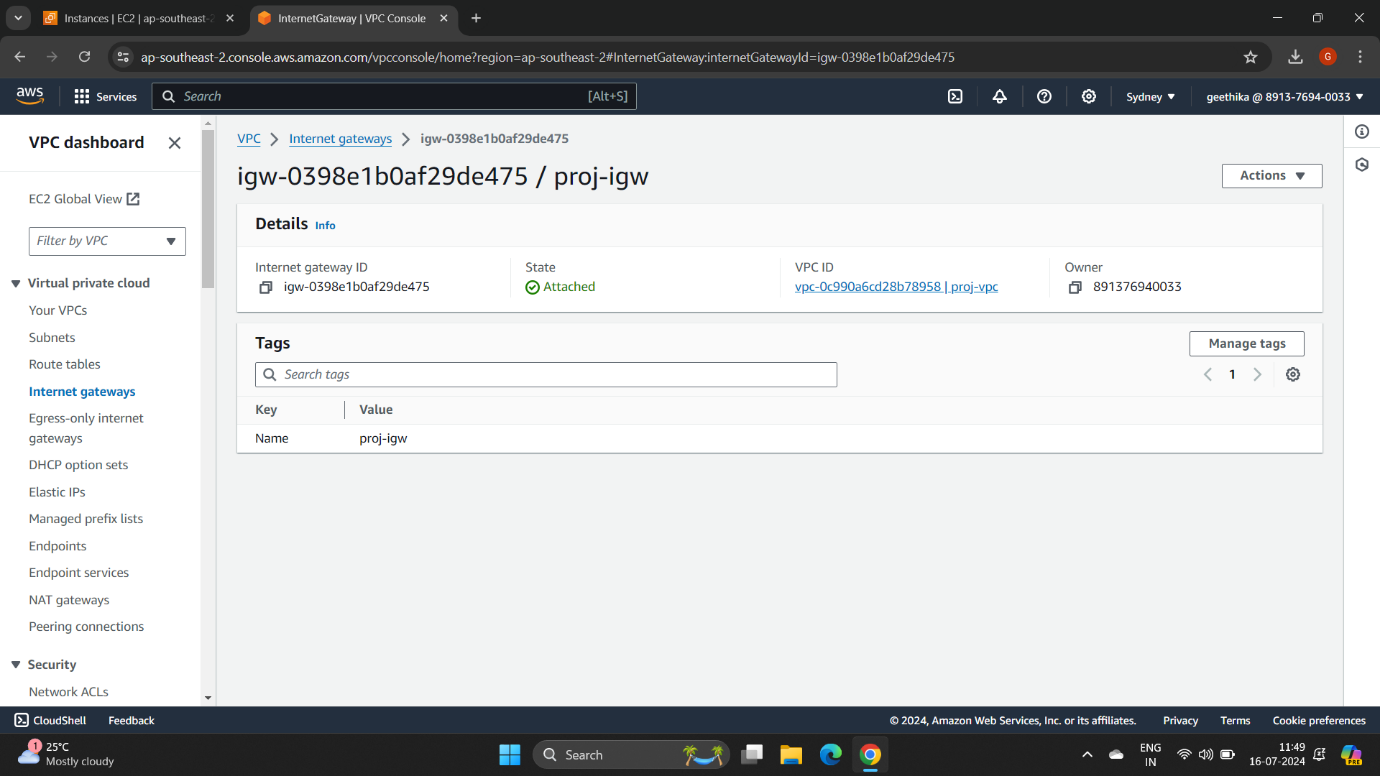 Instances | EC2 | ap-southeast-2
InternetGateway | VPC Console
ap-southeast-2.console.aws.amazon.com/vpcconsole/home?region=ap-southeast-2#InternetGateway:internetGatewayId=igw-0398e1b0af29de475
G
aws
Services
Search
[Alt+S]
Sydney
geethika @ 8913-7694-0033
VPC dashboard
EC2 Global View
Filter by VPC
Virtual private cloud
Your VPCs
Subnets
Route tables
Internet gateways
Egress-only internet
gateways
DHCP option sets
Elastic IPs
Managed prefix lists
Endpoints
Endpoint services
NAT gateways
Peering connections
Security
Network ACLs
VPC
Internet gateways
igw-0398e1b0af29de475
igw-0398e1b0af29de475 / proj-igw
Actions
Details Info
Internet gateway ID
igw-0398e1b0af29de475
State
Attached
VPC ID
vpc-0c990a6cd28b78958 | proj-vpc
Owner
891376940033
Tags
Manage tags
Search tags
1
Key
Value
Name
proj-igw
CloudShell
Feedback
© 2024, Amazon Web Services, Inc. or its affiliates.
Privacy
Terms
Cookie preferences
1
25°C
Mostly cloudy
Search
ENG
IN
11:49
16-07-2024
PRE